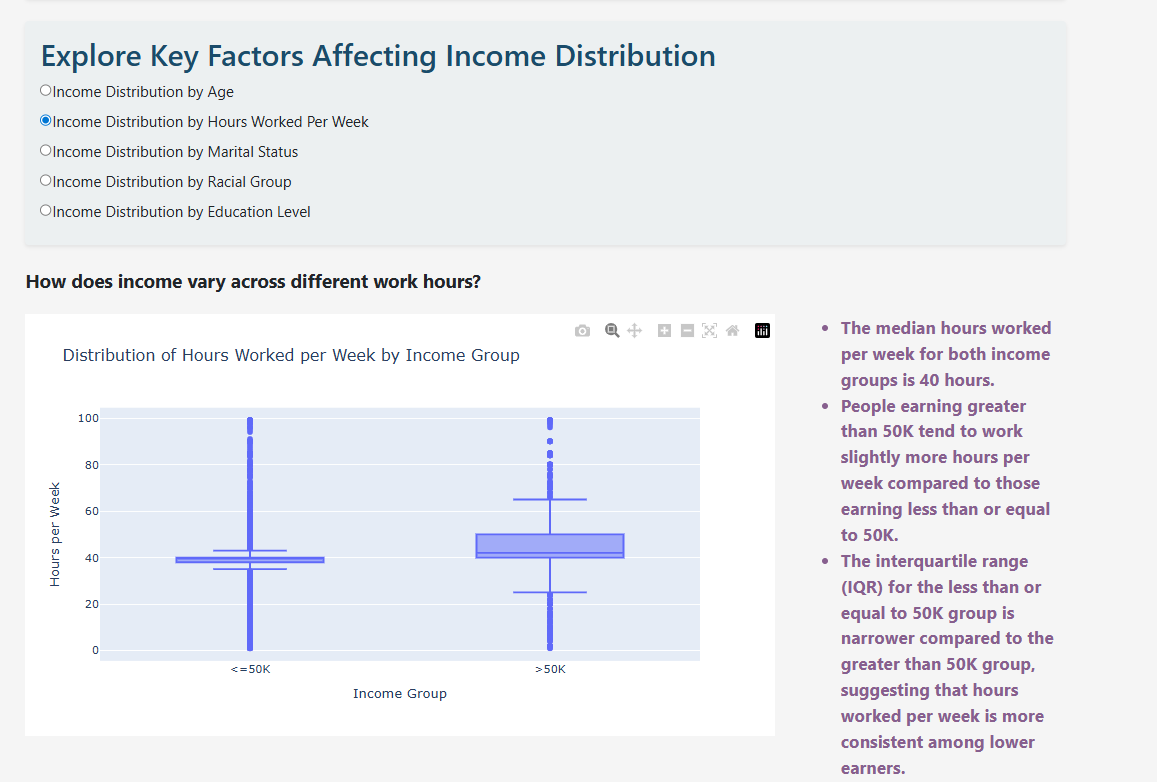 Explore Key Factors Affecting Income Distribution
Income Distribution by Age
Income Distribution by Hours Worked Per Week
Income Distribution by Marital Status
Income Distribution by Racial Group
Income Distribution by Education Level
How does income vary across different work hours?
Distribution of Hours Worked per Week by Income Group
100
80
60
40
20
0
Hours per Week
<=50K
>50K
Income Group
The median hours worked
per week for both income
groups is 40 hours.
People earning greater
than 50K tend to work
slightly more hours per
week compared to those
earning less than or equal
to 50K.
The interquartile range
(IQR) for the less than or
equal to 50K group is
narrower compared to the
greater than 50K group,
suggesting that hours
worked per week is more
consistent among lower
earners.